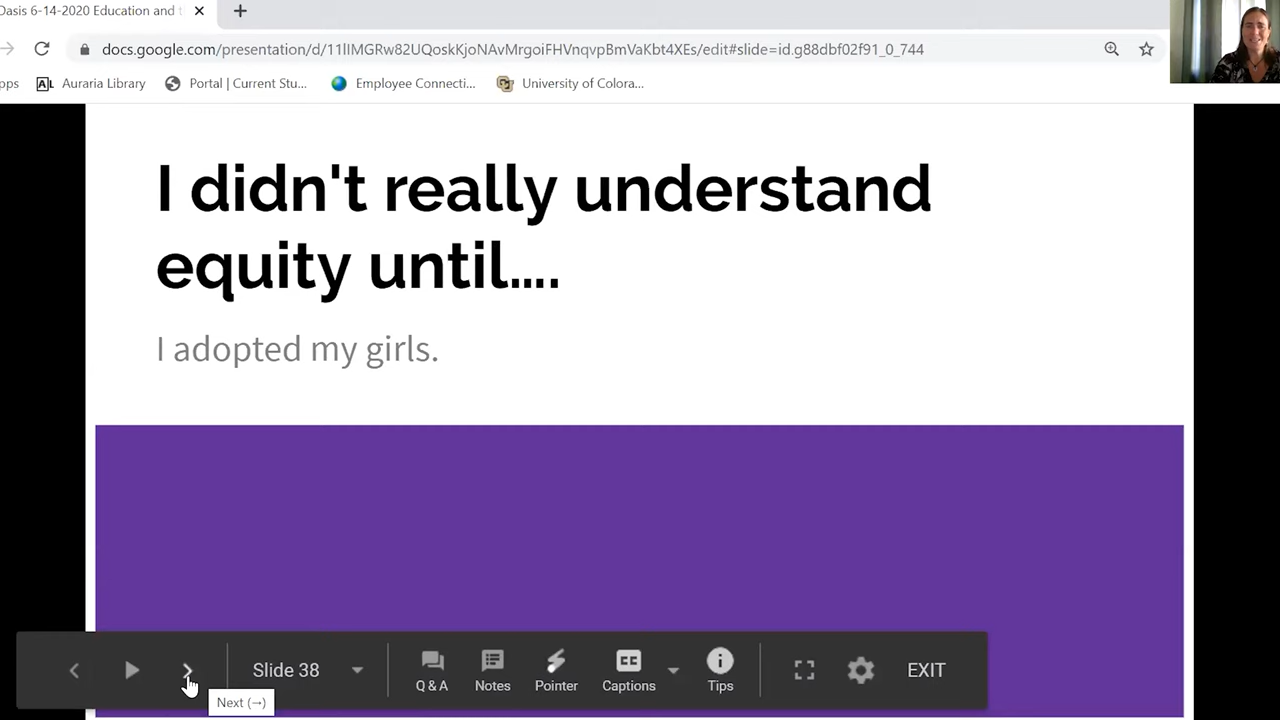 Oasis 6-14-2020 Education and
docs.google.com/presentation/d/11lIMGRw82UQoskKjoNAvMrgoiFHVnqvpBmVaKbt4XEs/edit#slide=id.g88dbf02f91_0_744
Auraria Library
Portal | Current Stu...
Employee Connecti...
University of Colora...
I didn't really understand
equity until....
I adopted my girls.
Slide 38
Q & A
Notes
Pointer
CC
Captions
Tips
EXIT
Next (→)